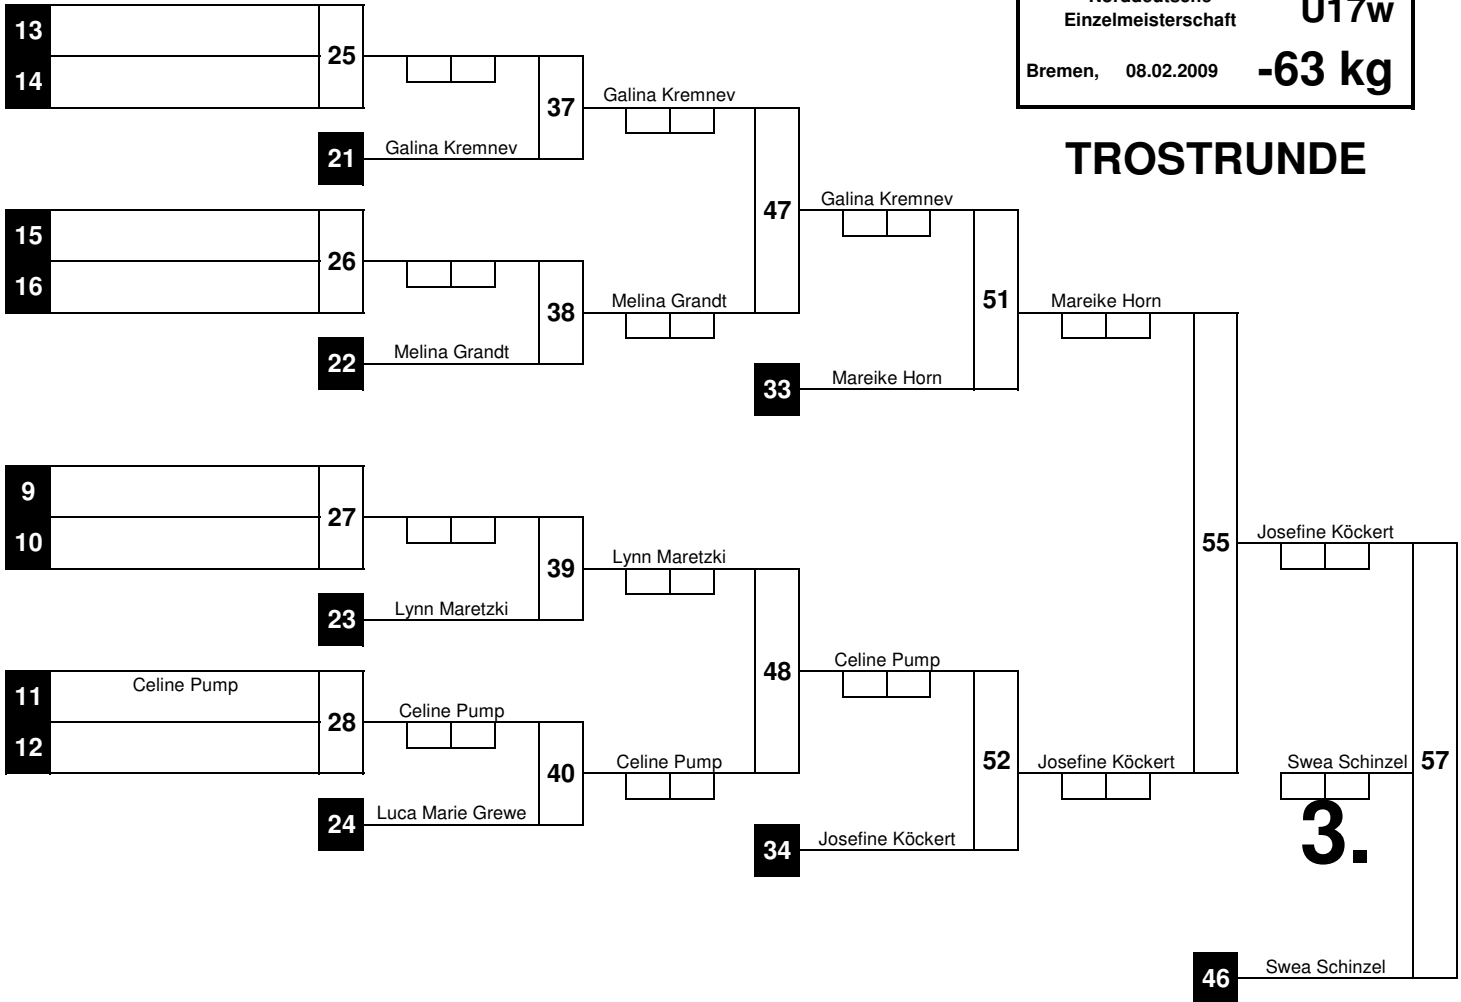 Norddeutsche
Einzelmeisterschaft
U17w
Bremen, 08.02.2009
-63 kg
TROSTRUNDE
13
14
25
37
Galina Kremnev
21
Galina Kremnev
47
Galina Kremnev
15
16
26
38
Melina Grandt
22
Melina Grandt
51
Mareike Horn
33
Mareike Horn
9
10
27
39
Lynn Maretzki
23
Lynn Maretzki
55
Josefine Köckert
48
Celine Pump
11
Celine Pump
12
28
Celine Pump
40
Celine Pump
24
Luca Marie Grewe
52
Josefine Köckert
34
Josefine Köckert
Swea Schinzel
57
3.
46
Swea Schinzel